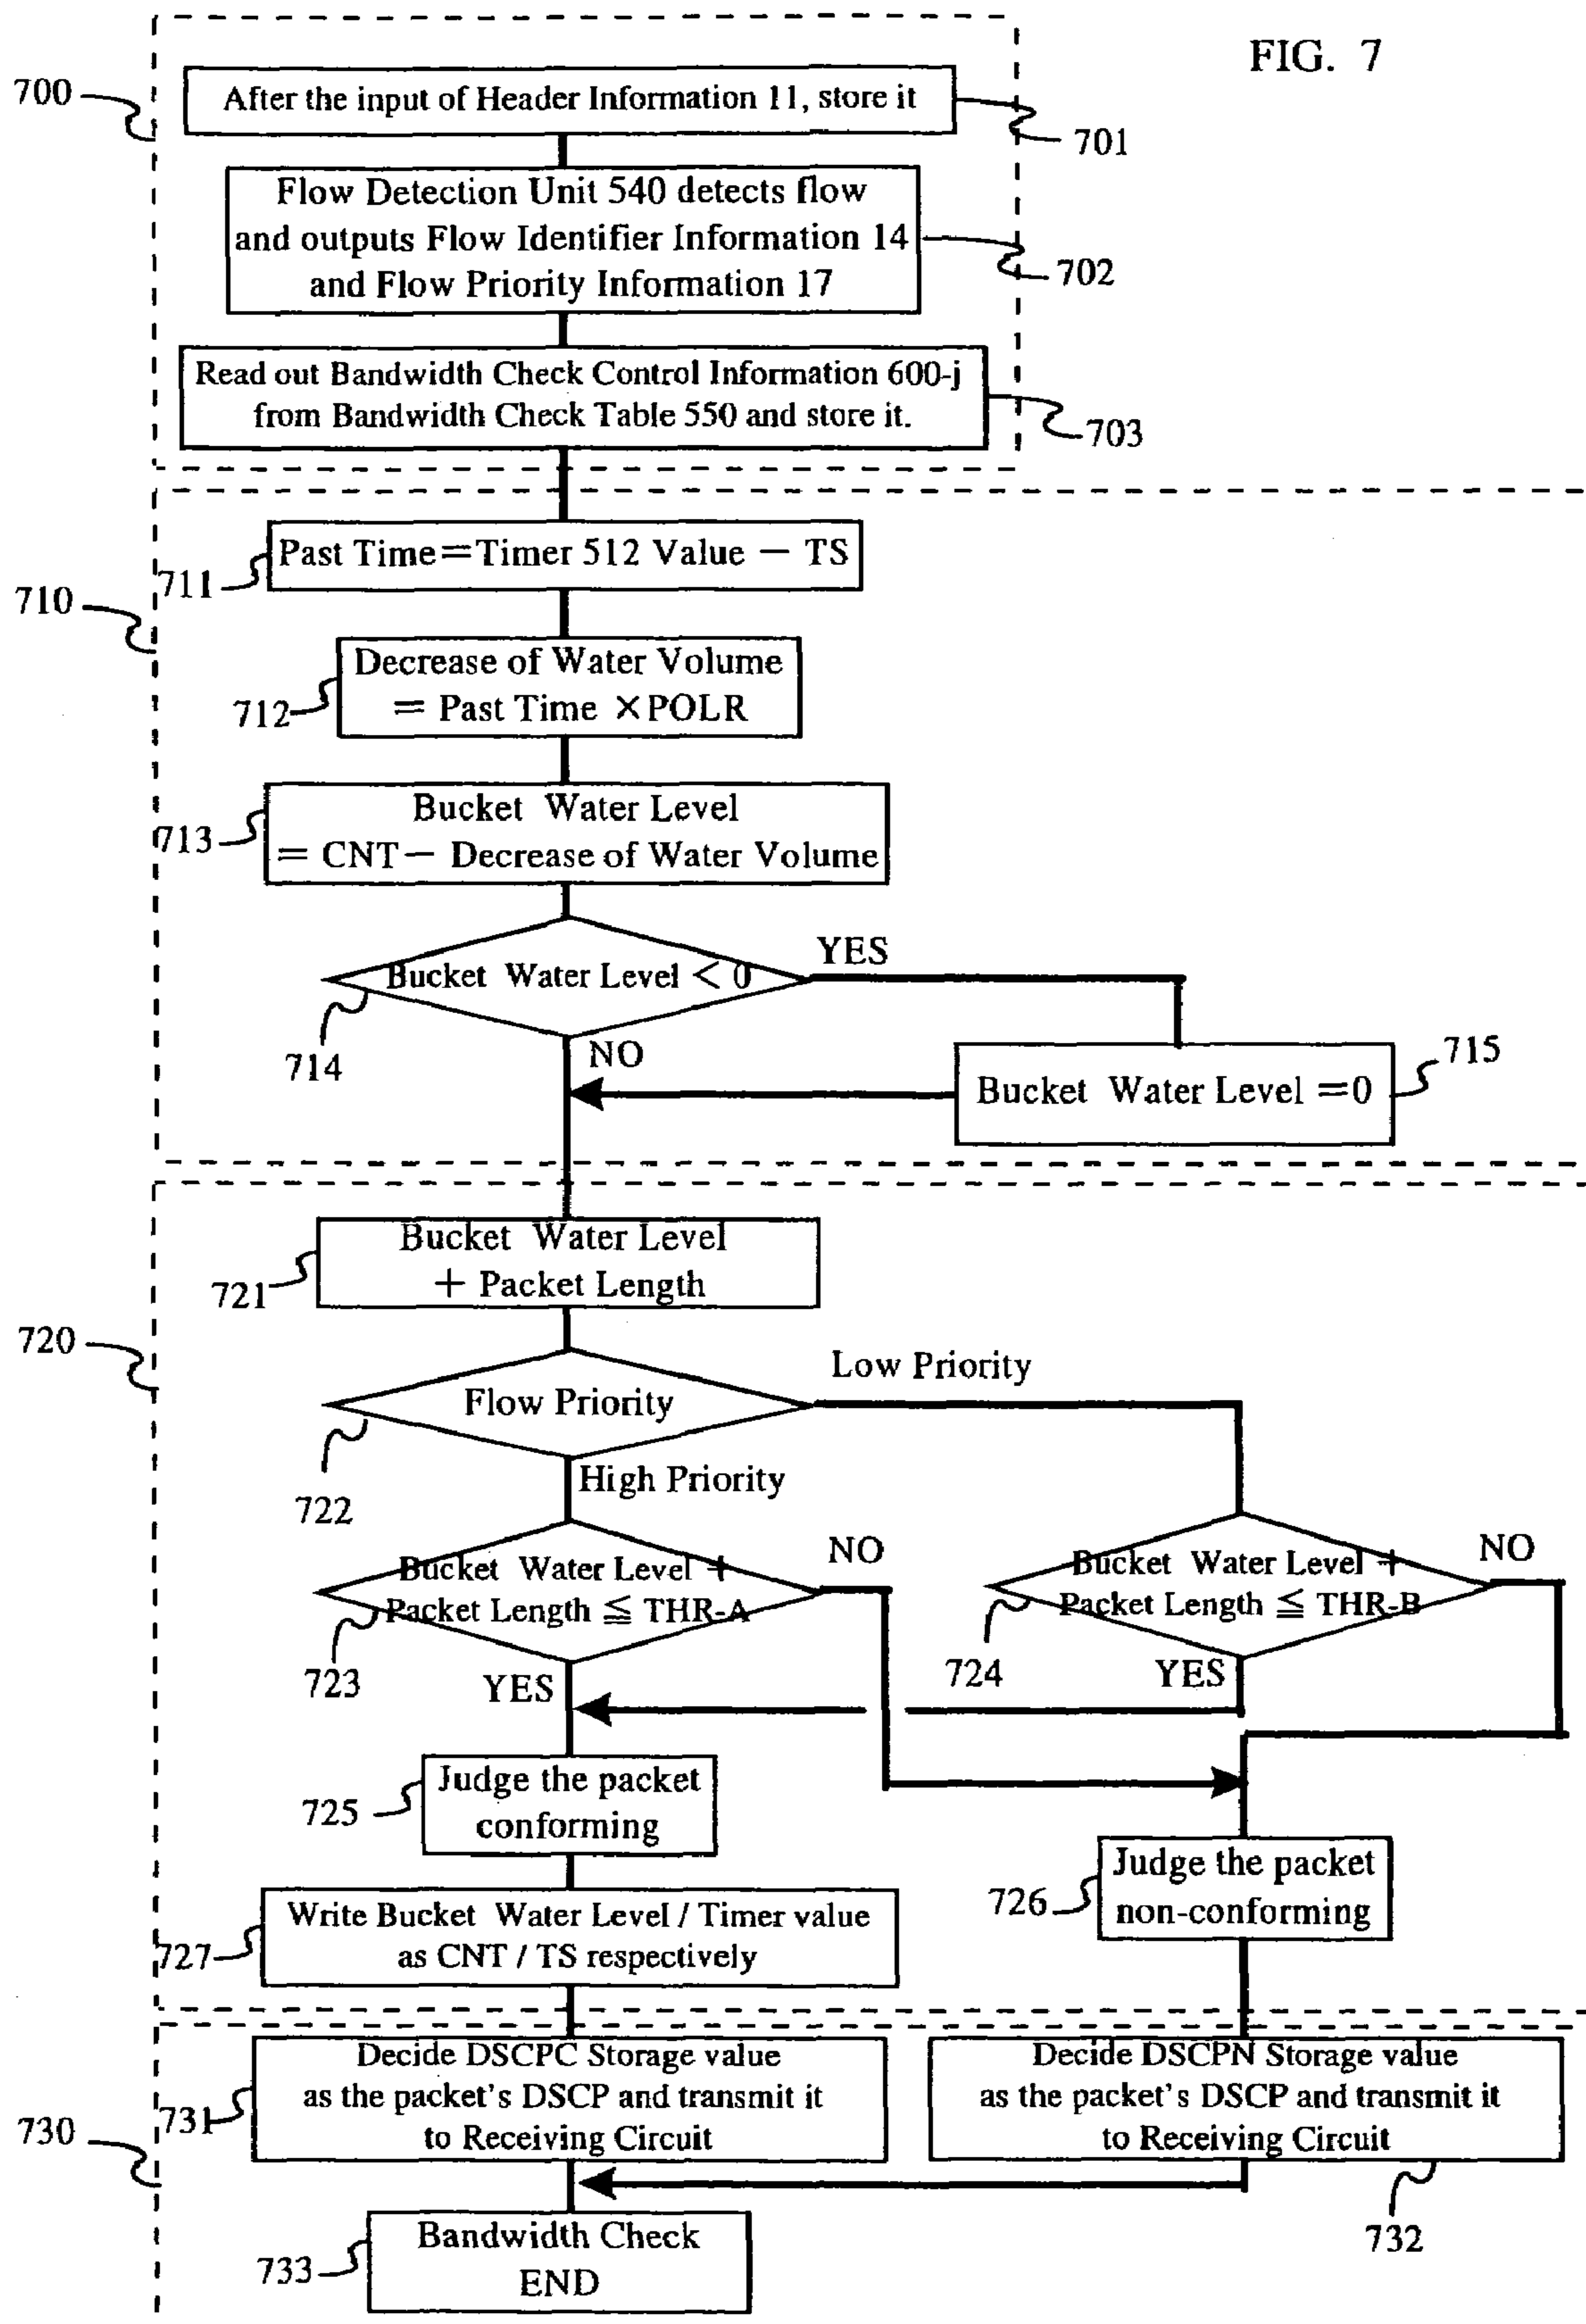 FIG. 7
700
After the input of Header Information 11, store it
701
Flow Detection Unit 540 detects flow
and outputs Flow Identifier Information 14
and Flow Priority Information 17
702
Read out Bandwidth Check Control Information 600-j
from Bandwidth Check Table 550 and store it.
703
710
Past Time=Timer 512 Value − TS
711
Decrease of Water Volume
= Past Time ×POLR
712
Bucket Water Level
= CNT− Decrease of Water Volume
713
Bucket Water Level < 0
YES
714
NO
715
Bucket Water Level =0
720
Bucket Water Level
+ Packet Length
721
Low Priority
Flow Priority
722
High Priority
Bucket Water Level +
Packet Length ≦ THR-A
NO
723
YES
Bucket Water Level +
Packet Length ≦ THR-B
NO
724
YES
Judge the packet
conforming
725
Judge the packet
non-conforming
726
Write Bucket Water Level / Timer value
as CNT / TS respectively
727
730
Decide DSCPC Storage value
as the packet's DSCP and transmit it
to Receiving Circuit
731
Decide DSCPN Storage value
as the packet's DSCP and transmit it
to Receiving Circuit
732
Bandwidth Check
END
733